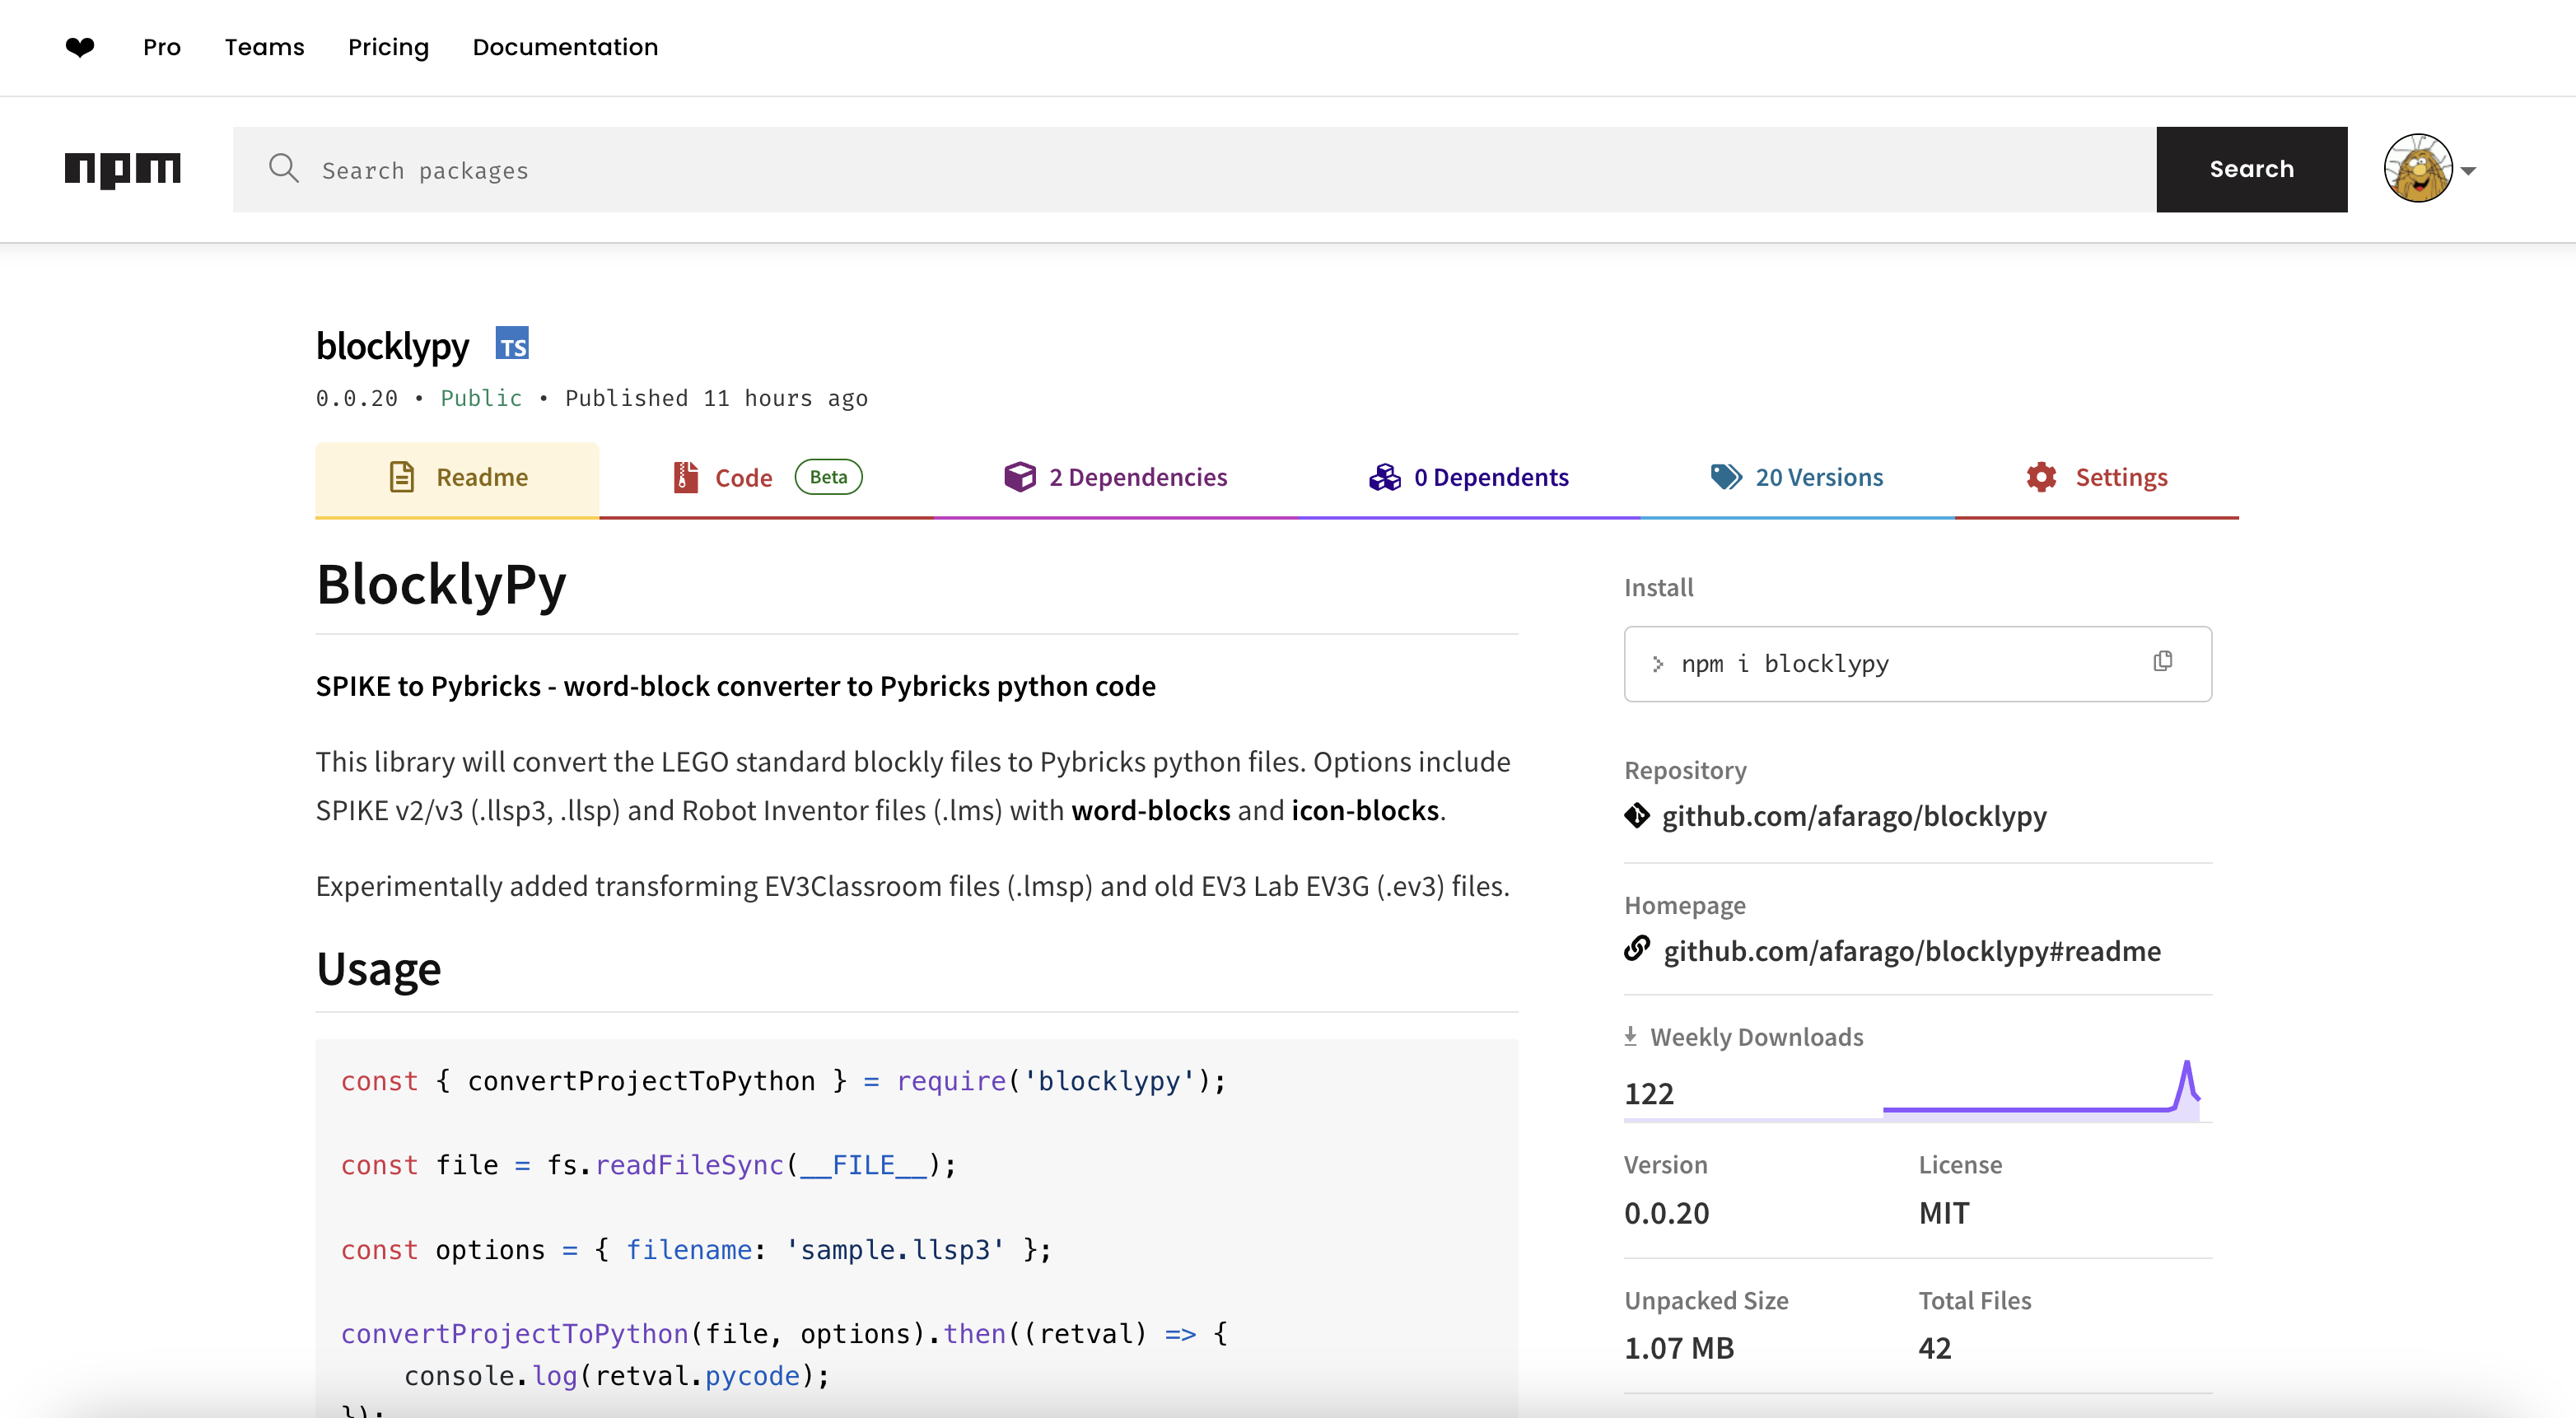 ❤ Pro Teams Pricing Documentation
npm Search packages Search
blocklypy TS
0.0.20 • Public • Published 11 hours ago
Readme Code Beta 2 Dependencies 0 Dependents 20 Versions Settings
BlocklyPy
SPIKE to Pybricks - word-block converter to Pybricks python code
This library will convert the LEGO standard blockly files to Pybricks python files. Options include
SPIKE v2/v3 (.llsp3, .llsp) and Robot Inventor files (.lms) with word-blocks and icon-blocks.
Experimentally added transforming EV3Classroom files (.lmsp) and old EV3 Lab EV3G (.ev3) files.
Usage
const { convertProjectToPython } = require('blocklypy');
const file = fs.readFileSync(__FILE__);
const options = { filename: 'sample.llsp3' };
convertProjectToPython(file, options).then((retval) => {
    console.log(retval.pycode);
});
Install
> npm i blocklypy
Repository
github.com/afarago/blocklypy
Homepage
github.com/afarago/blocklypy#readme
Weekly Downloads
122
Version License
0.0.20 MIT
Unpacked Size Total Files
1.07 MB 42